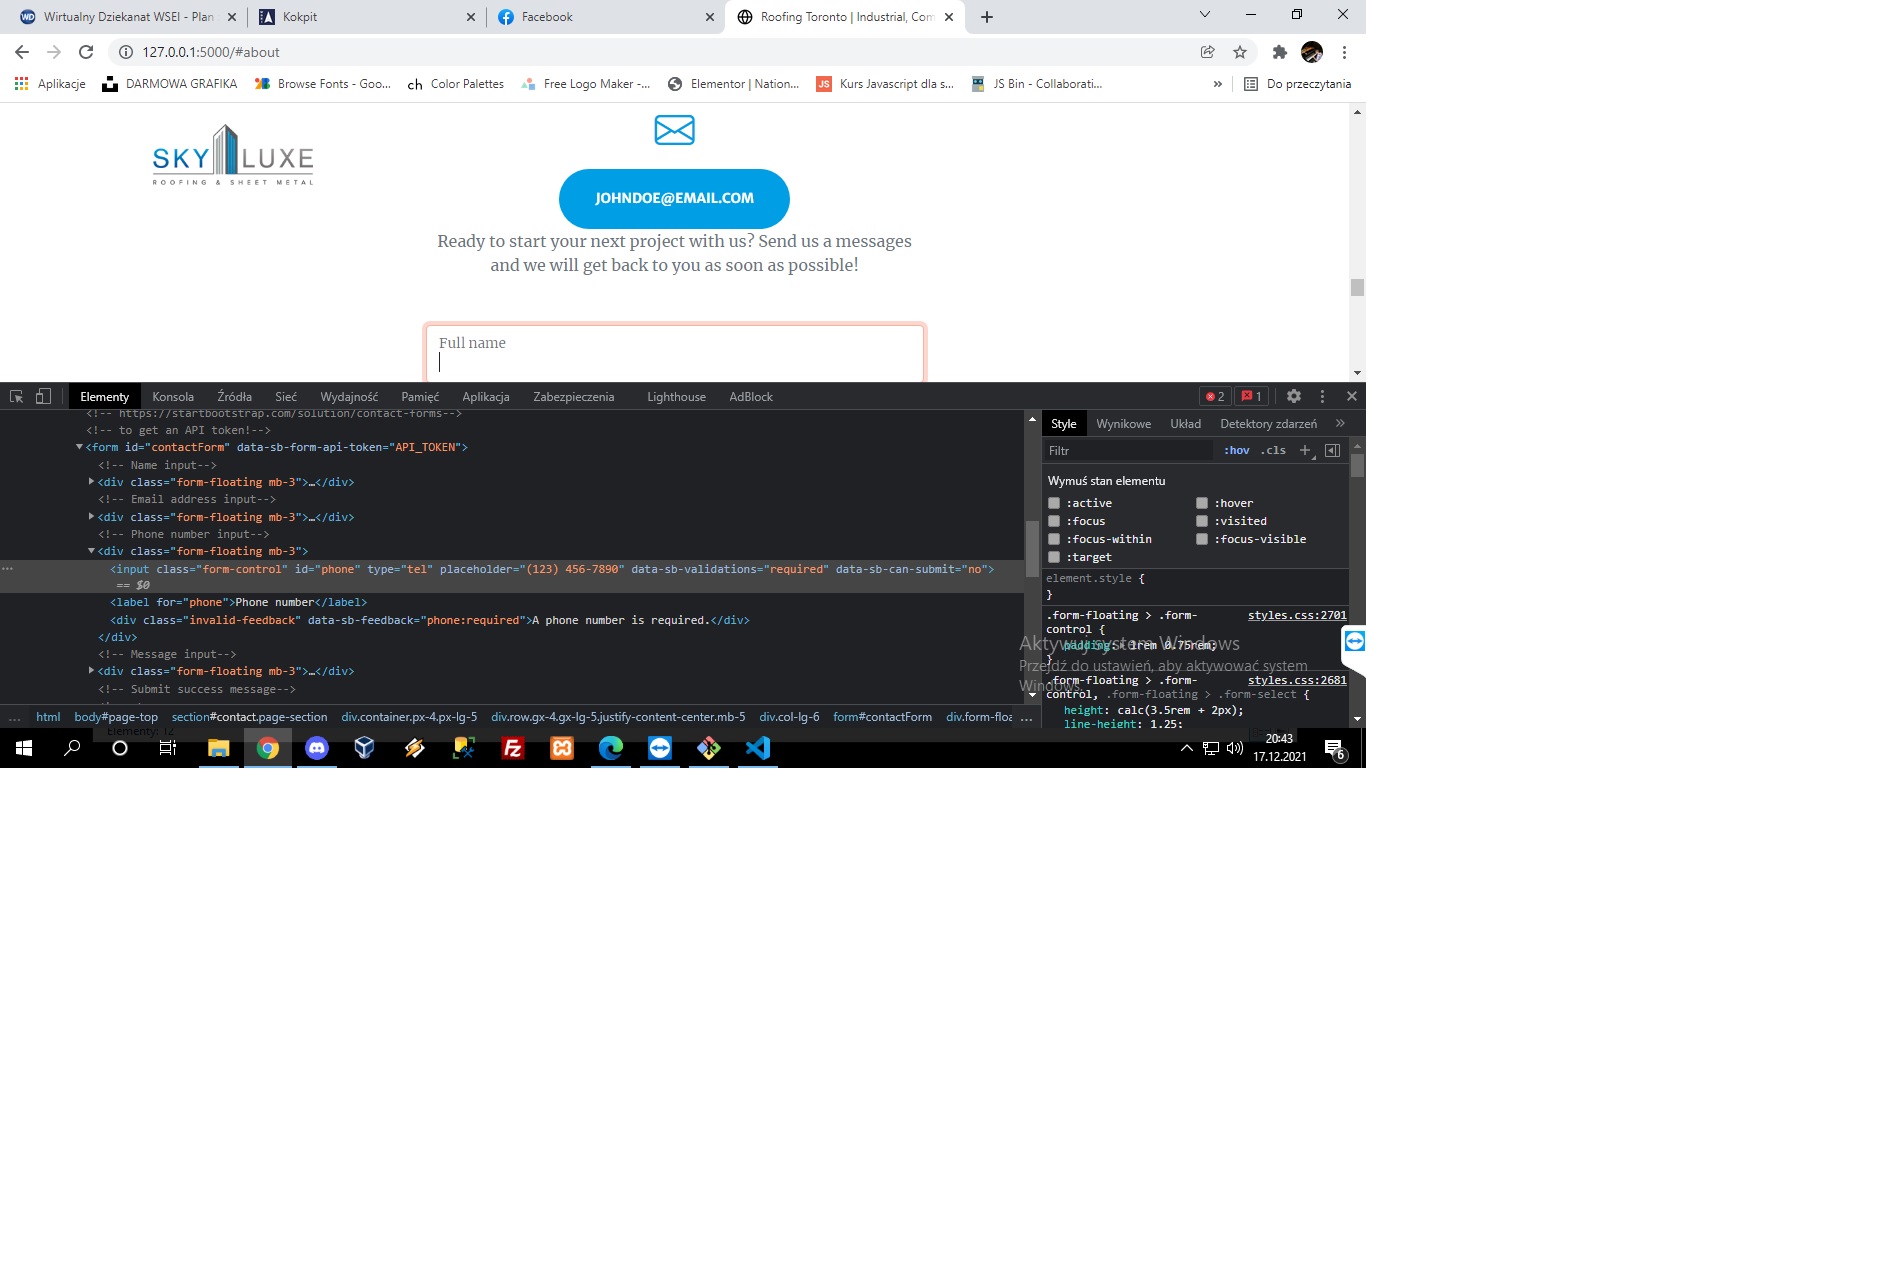 Wirtualny Dziekanat WSEI - Plan
Kokpit
Facebook
Roofing Toronto | Industrial, Com
127.0.0.1:5000/#about
Aplikacje
DARMOWA GRAFIKA
Browse Fonts - Goo...
ch Color Palettes
Free Logo Maker -...
Elementor | Nation...
JS Kurs Javascript dla s...
JS Bin - Collaborati...
»
Do przeczytania
SKY LUXE
ROOFING & SHEET METAL
JOHNDOE@EMAIL.COM
Ready to start your next project with us? Send us a messages
and we will get back to you as soon as possible!
Full name
Elementy Konsola Źródła Sieć Wydajność Pamięć Aplikacja Zabezpieczenia Lighthouse AdBlock
2 1
<!-- https://startbootstrap.com/solution/contact-forms-->
<!-- to get an API token!-->
<form id="contactForm" data-sb-form-api-token="API_TOKEN">
<!-- Name input-->
<div class="form-floating mb-3">…</div>
<!-- Email address input-->
<div class="form-floating mb-3">…</div>
<!-- Phone number input-->
<div class="form-floating mb-3">
<input class="form-control" id="phone" type="tel" placeholder="(123) 456-7890" data-sb-validations="required" data-sb-can-submit="no">
== $0
<label for="phone">Phone number</label>
<div class="invalid-feedback" data-sb-feedback="phone:required">A phone number is required.</div>
</div>
<!-- Message input-->
<div class="form-floating mb-3">…</div>
<!-- Submit success message-->
... html body#page-top section#contact.page-section div.container.px-4.px-lg-5 div.row.gx-4.gx-lg-5.justify-content-center.mb-5 div.col-lg-6 form#contactForm div.form-floa ...
Style Wynikowe Układ Detektory zdarzeń »
Filtr :hov .cls +
Wymuś stan elementu
:active :hover
:focus :visited
:focus-within :focus-visible
:target
element.style {
}
.form-floating > .form- styles.css:2701
control {
padding: 1rem 0.75rem;
}
Aktywuj system Windows
Przejdź do ustawień, aby aktywować system
Windows.
.form-floating > .form- styles.css:2681
control, .form-floating > .form-select {
height: calc(3.5rem + 2px);
line-height: 1.25;
Elementy: 12
20:43
17.12.2021
6